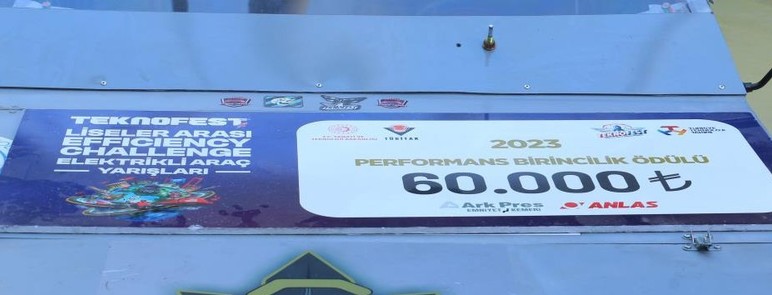 TEKNOFEST
LİSELER ARASI
EFFICIENCY
CHALLENGE
ELEKTRİKLİ ARAÇ
YARIŞLARI
TÜBİTAK
TEKNOFEST
2023
PERFORMANS BİRİNCİLİK ÖDÜLÜ
60.000 ₺
Ark Pres
EMNİYET KEMERİ
ANLAS